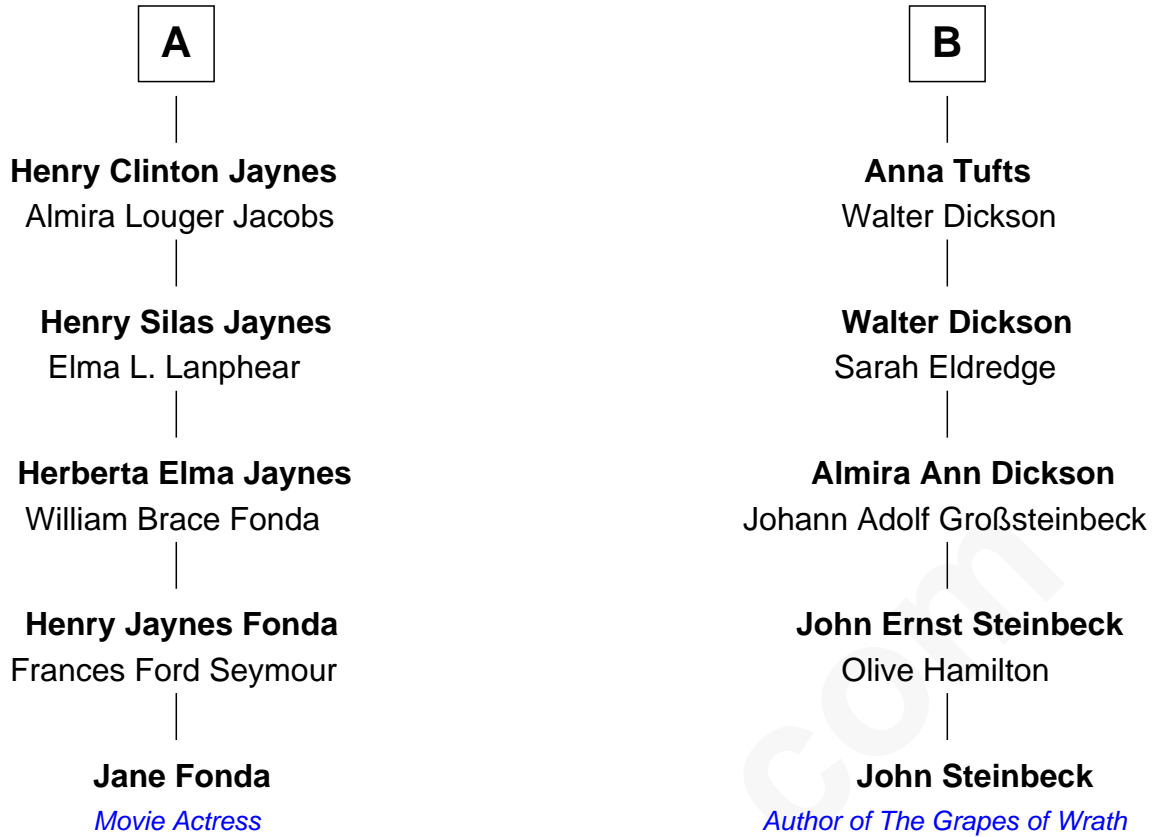 A
Henry Clinton Jaynes
Almira Louger Jacobs
Henry Silas Jaynes
Elma L. Lanphear
Herberta Elma Jaynes
William Brace Fonda
Henry Jaynes Fonda
Frances Ford Seymour
Jane Fonda
Movie Actress
B
Anna Tufts
Walter Dickson
Walter Dickson
Sarah Eldredge
Almira Ann Dickson
Johann Adolf Großsteinbeck
John Ernst Steinbeck
Olive Hamilton
John Steinbeck
Author of The Grapes of Wrath
com